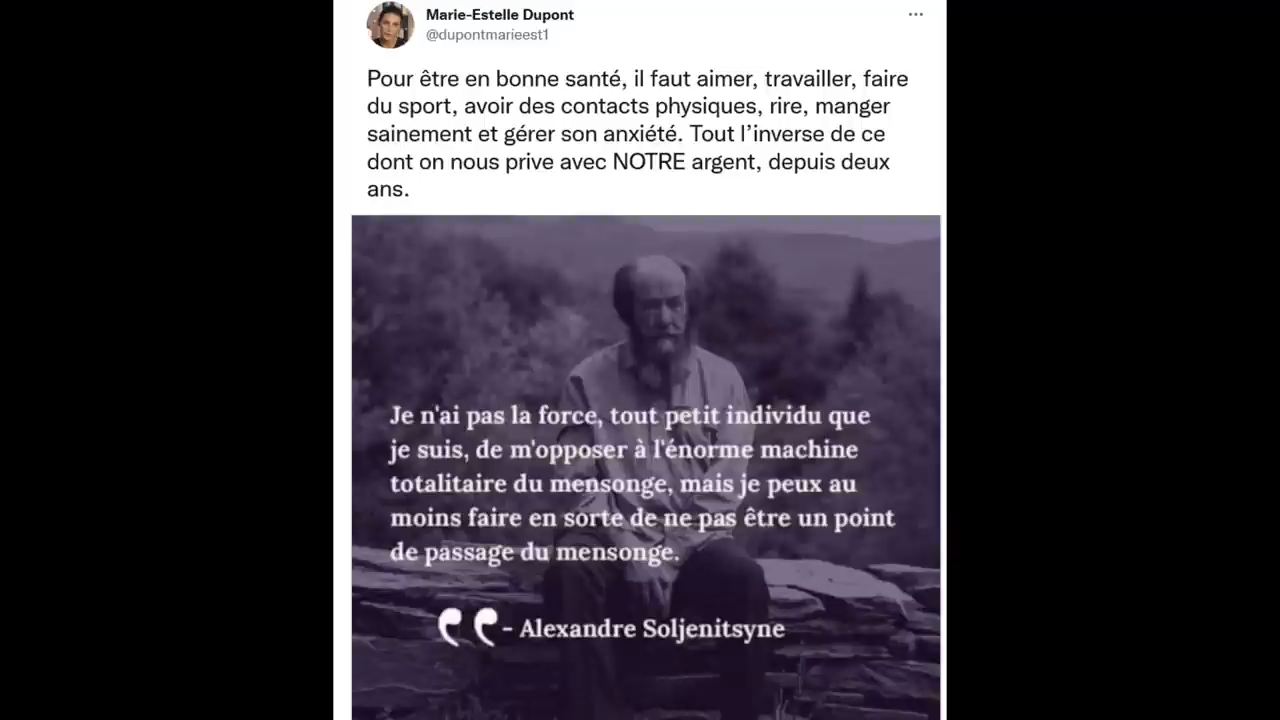 Marie-Estelle Dupont
@dupontmarieest1
Pour être en bonne santé, il faut aimer, travailler, faire
du sport, avoir des contacts physiques, rire, manger
sainement et gérer son anxiété. Tout l’inverse de ce
dont on nous prive avec NOTRE argent, depuis deux
ans.
Je n'ai pas la force, tout petit individu que
je suis, de m'opposer à l'énorme machine
totalitaire du mensonge, mais je peux au
moins faire en sorte de ne pas être un point
de passage du mensonge.
- Alexandre Soljenitsyne